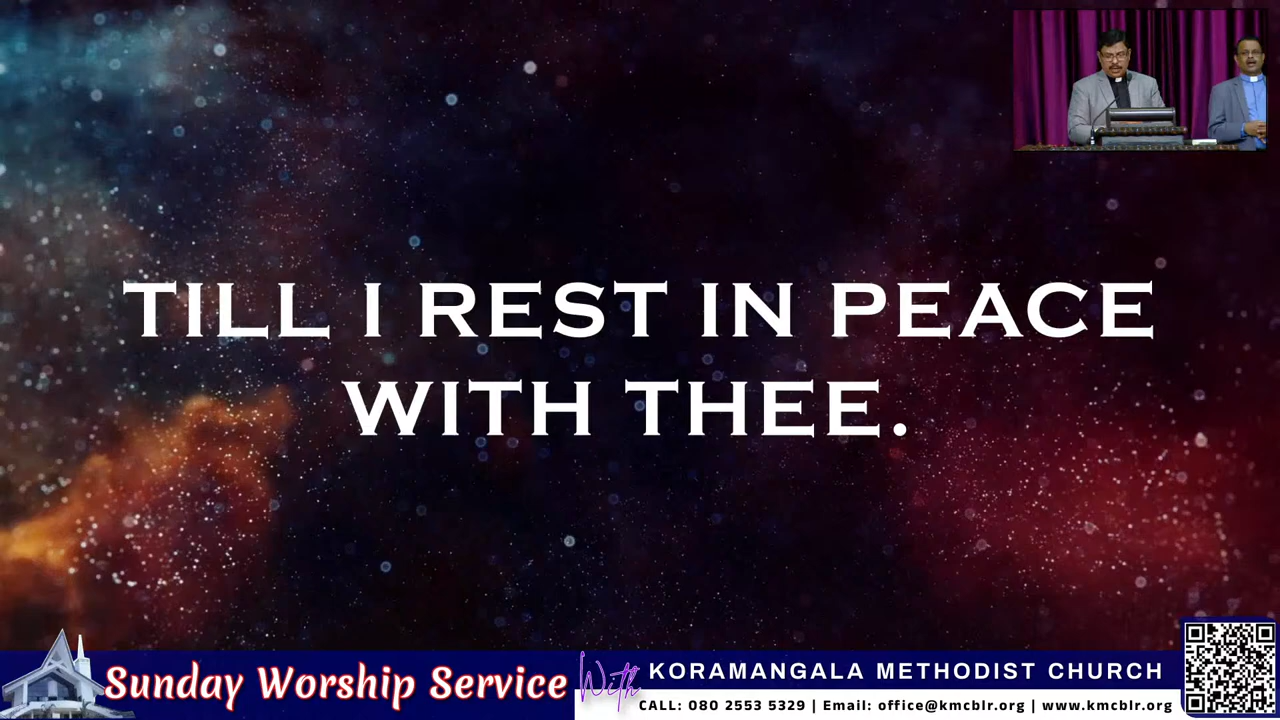 TILL I REST IN PEACE
WITH THEE.
Sunday Worship Service With KORAMANGALA METHODIST CHURCH
CALL: 080 2553 5329 | Email: office@kmcblr.org | www.kmcblr.org